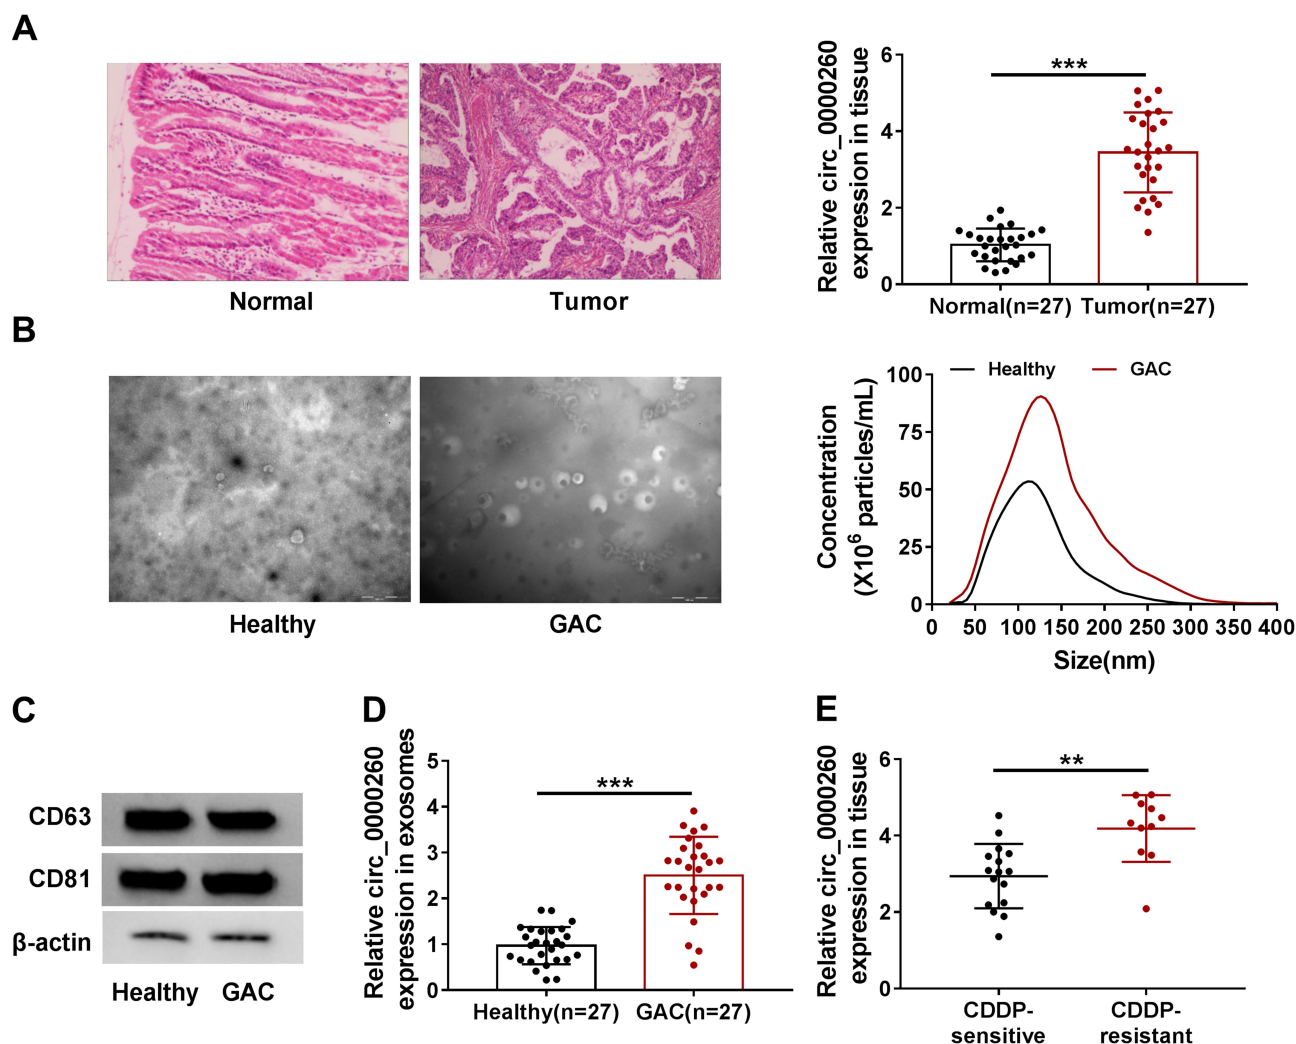 A
Normal
Tumor
Relative circ_0000260
expression in tissue
6
4
2
0
***
Normal(n=27)
Tumor(n=27)
B
Healthy
GAC
Healthy
GAC
Concentration
(X10⁶ particles/mL)
100
75
50
25
0
0 50 100 150 200 250 300 350 400
Size(nm)
C
CD63
CD81
β-actin
Healthy
GAC
D
Relative circ_0000260
expression in exosomes
5
4
3
2
1
0
***
Healthy(n=27)
GAC(n=27)
E
Relative circ_0000260
expression in tissue
6
4
2
0
**
CDDP-
sensitive
CDDP-
resistant